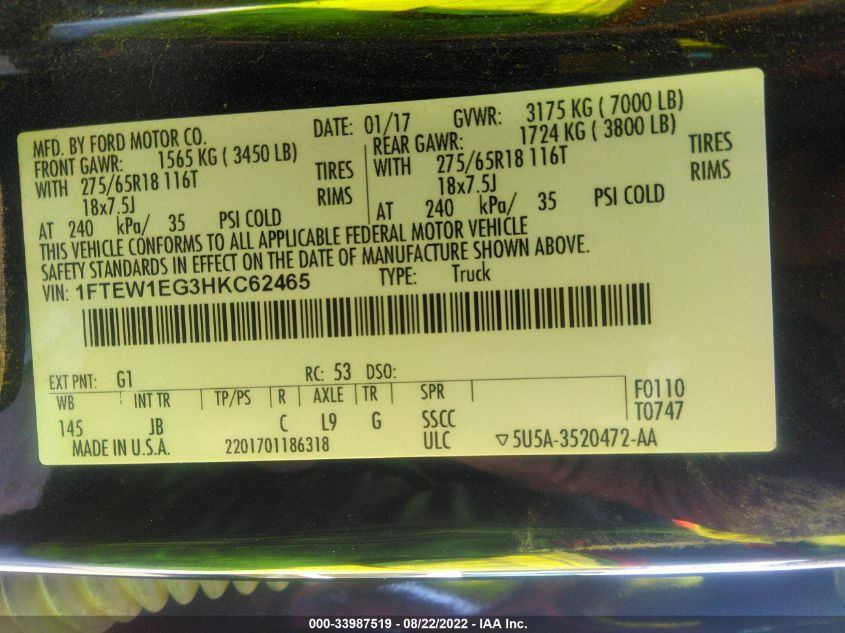 MFD. BY FORD MOTOR CO.
DATE: 01/17 GVWR: 3175 KG ( 7000 LB)
FRONT GAWR: 1565 KG ( 3450 LB)
WITH 275/65R18 116T TIRES
18x7.5J RIMS
AT 240 kPa/ 35 PSI COLD
REAR GAWR: 1724 KG ( 3800 LB)
WITH 275/65R18 116T TIRES
18x7.5J RIMS
AT 240 kPa/ 35 PSI COLD
THIS VEHICLE CONFORMS TO ALL APPLICABLE FEDERAL MOTOR VEHICLE
SAFETY STANDARDS IN EFFECT ON THE DATE OF MANUFACTURE SHOWN ABOVE.
VIN: 1FTEW1EG3HKC62465 TYPE: Truck
EXT PNT: G1 RC: 53 DSO:
WB INT TR TP/PS R AXLE TR SPR F0110
145 JB C L9 G SSCC T0747
MADE IN U.S.A. 2201701186318 ULC ▽5U5A-3520472-AA
000-33987519 - 08/22/2022 - IAA Inc.